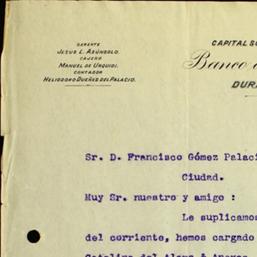 GERENTE
JESUS L. ASÚNSOLO.
CAJERO
MANUEL DE URQUIDI.
CONTADOR
HELIODORO DUEÑES DEL PALACIO.
CAPITAL SO
Banco
DUR
Sr. D. Francisco Gómez Palaci
Ciudad.
Muy Sr. nuestro y amigo :
Le suplicamos
del corriente, hemos cargado